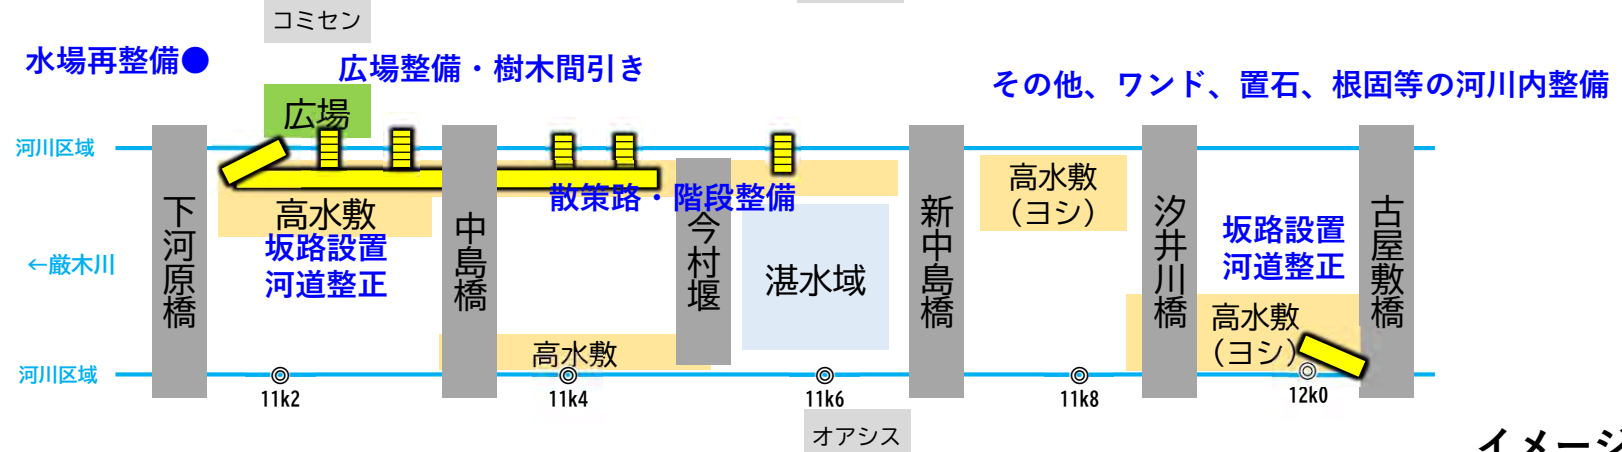 コミセン
水場再整備●
広場整備・樹木間引き
その他、ワンド、置石、根固等の河川内整備
広場
河川区域
高水敷
(ヨシ)
散策路・階段整備
下河原橋
高水敷
中島橋
今村堰
新中島橋
汐井川橋
古屋敷橋
坂路設置
河道整正
坂路設置
河道整正
←厳木川
湛水域
高水敷
(ヨシ)
高水敷
河川区域
11k2
11k4
11k6
11k8
12k0
オアシス
イメージ